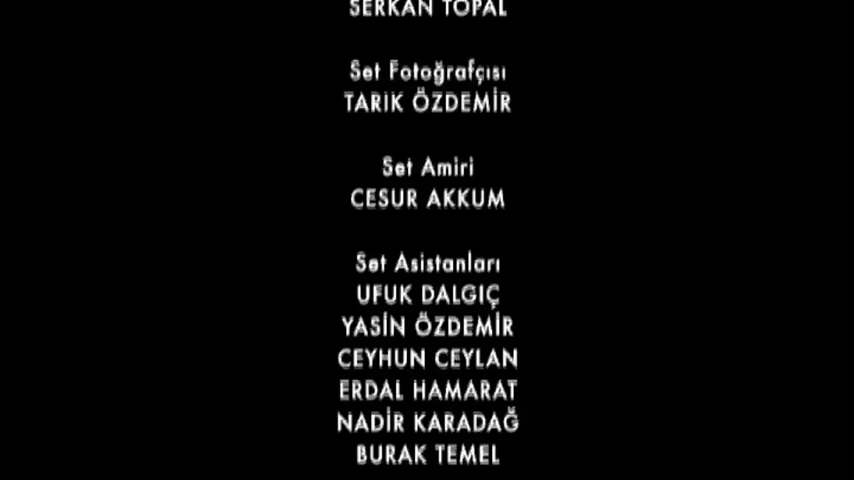 SERKAN TOPAL
Set Fotoğrafçısı
TARIK ÖZDEMİR
Set Amiri
CESUR AKKUM
Set Asistanları
UFUK DALGIÇ
YASİN ÖZDEMİR
CEYHUN CEYLAN
ERDAL HAMARAT
NADİR KARADAĞ
BURAK TEMEL